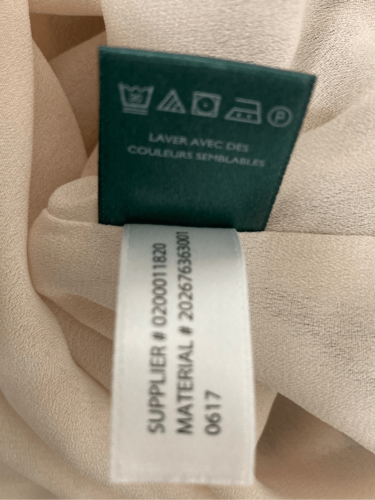 P
LAVER AVEC DES
COULEURS SEMBLABLES
SUPPLIER # 0200011820
MATERIAL # 202676363001
0617